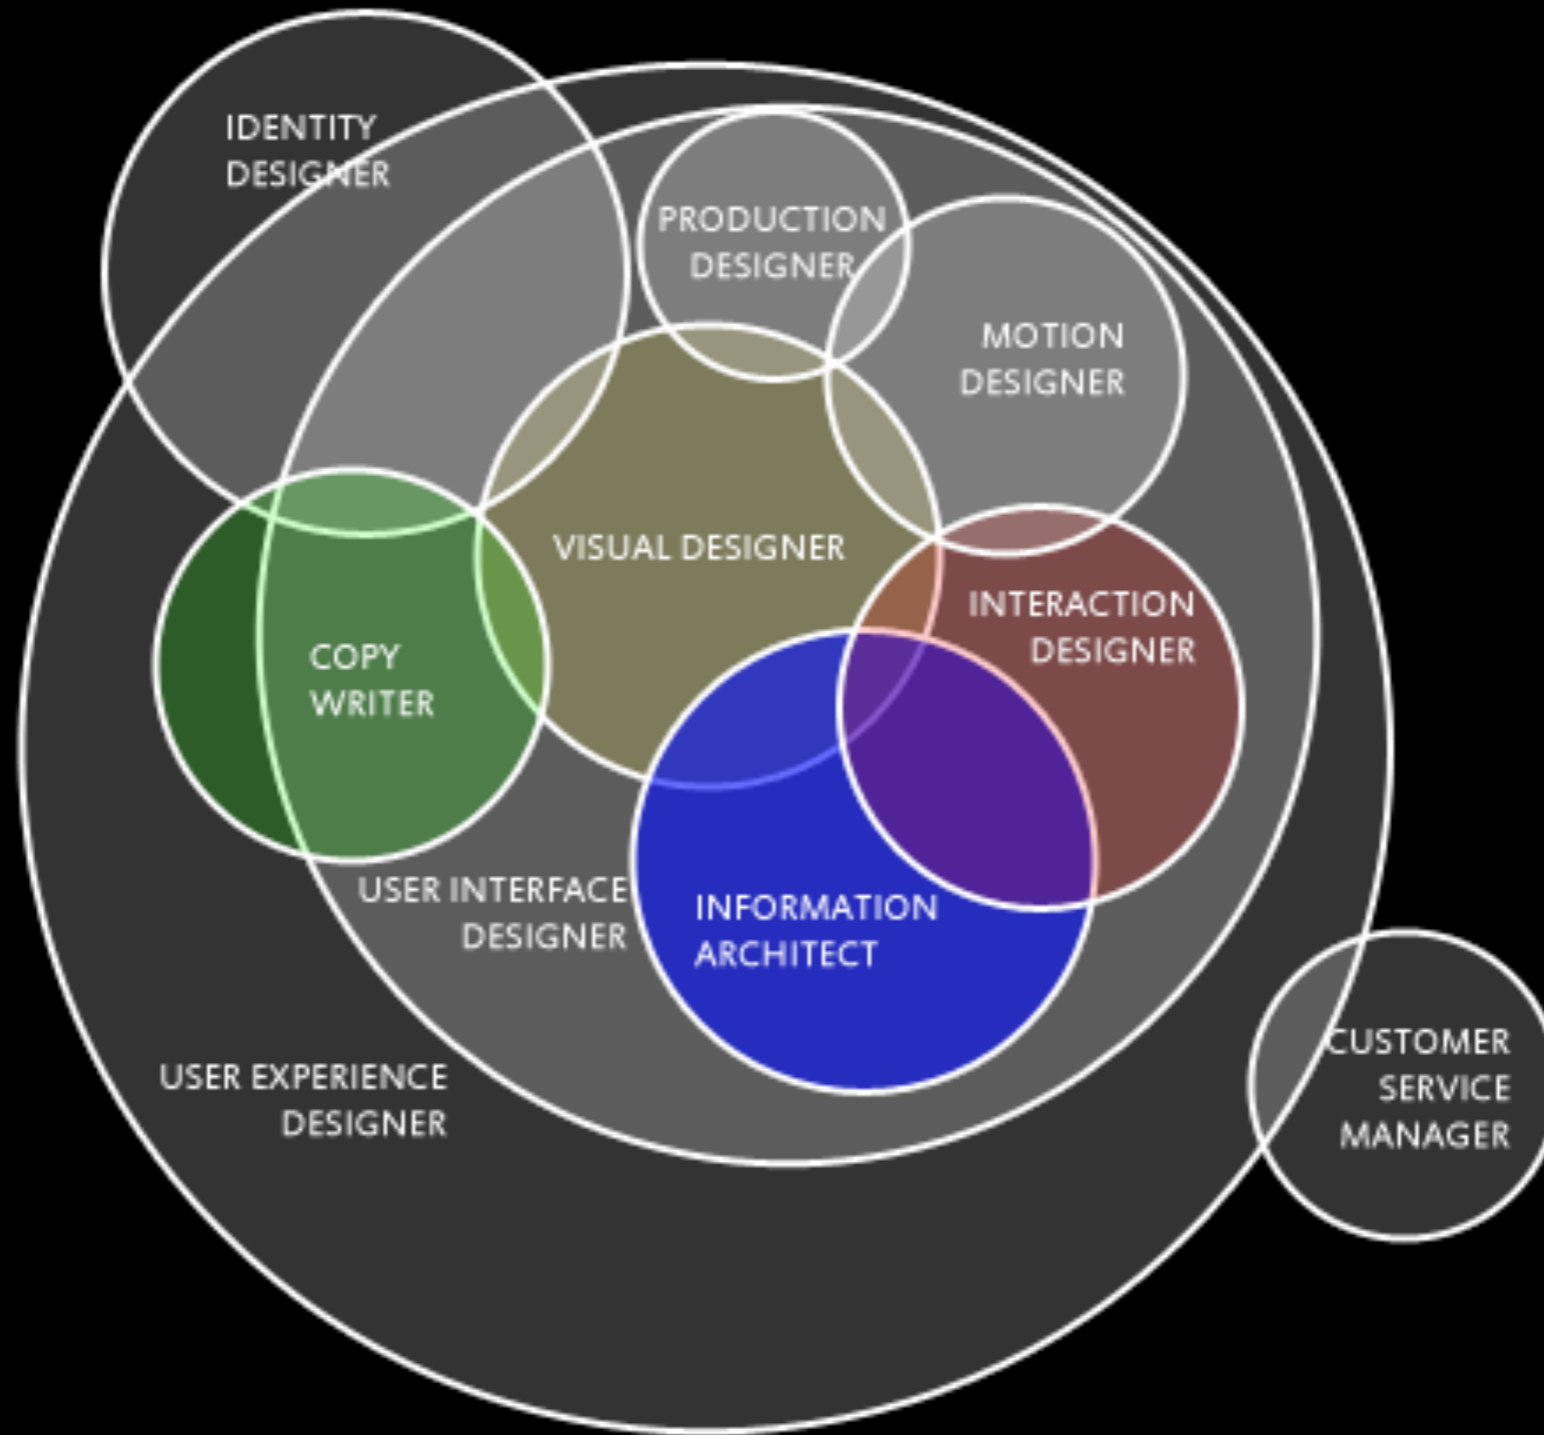 IDENTITY
DESIGNER
PRODUCTION
DESIGNER
MOTION
DESIGNER
VISUAL DESIGNER
INTERACTION
DESIGNER
COPY
WRITER
USER INTERFACE
DESIGNER
INFORMATION
ARCHITECT
USER EXPERIENCE
DESIGNER
CUSTOMER
SERVICE
MANAGER